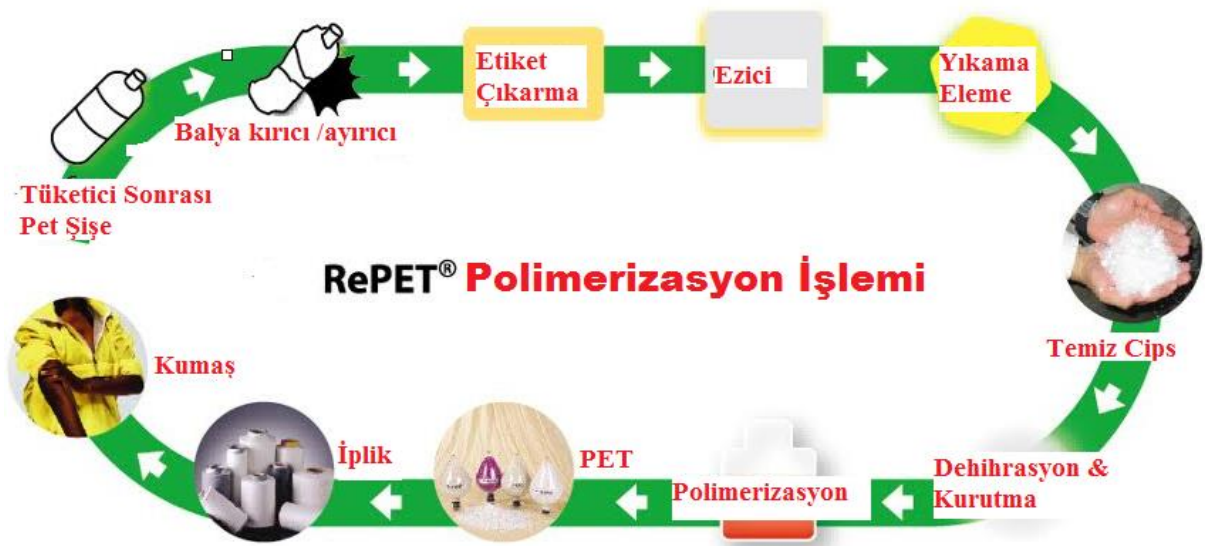 Tüketici Sonrası
Pet Şişe
Balya kırıcı /ayırıcı
Etiket
Çıkarma
Ezici
Yıkama
Eleme
RePET® Polimerizasyon İşlemi
Temiz Cips
Dehihrasyon &
Kurutma
Polimerizasyon
PET
İplik
Kumaş